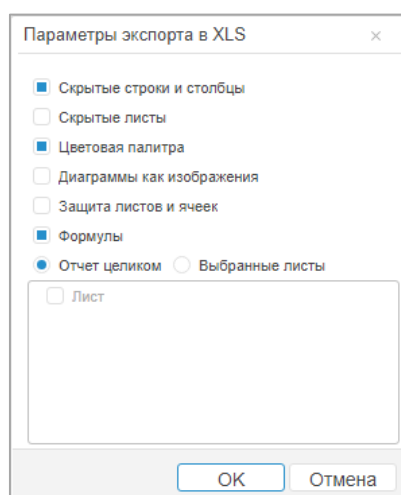 Параметры экспорта в XLS
Скрытые строки и столбцы
Скрытые листы
Цветовая палитра
Диаграммы как изображения
Защита листов и ячеек
Формулы
Отчет целиком Выбранные листы
Лист
OK Отмена